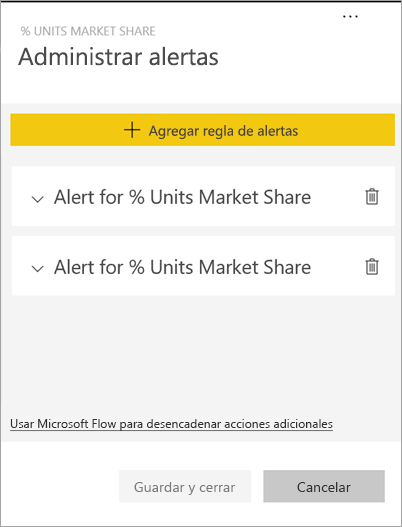 % UNITS MARKET SHARE
Administrar alertas
Agregar regla de alertas
Alert for % Units Market Share
Alert for % Units Market Share
Usar Microsoft Flow para desencadenar acciones adicionales
Guardar y cerrar
Cancelar